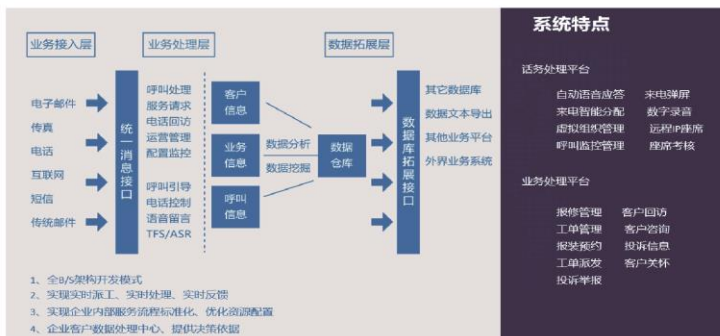 业务接入层
业务处理层
数据拓展层
电子邮件
传真
电话
互联网
短信
传统邮件
统一消息接口
呼叫处理
服务请求
电话回访
运营管理
配置监控
呼叫引导
电话控制
语音留言
TFS/ASR
客户
信息
业务
信息
呼叫
信息
数据分析
数据挖掘
数据
仓库
数据库拓展接口
其它数据库
数据文本导出
其他业务平台
外界业务系统
1、全B/S架构开发模式
2、实现实时派工、实时处理、实时反馈
3、实现企业内部服务流程标准化、优化资源配置
4、企业客户数据处理中心、提供决策依据
系统特点
话务处理平台
自动语音应答 来电弹屏
来电智能分配 数字录音
虚拟组织管理 远程IP座席
呼叫监控管理 座席考核
业务处理平台
报修管理 客户回访
工单管理 客户咨询
报装预约 投诉信息
工单派发 客户关怀
投诉举报